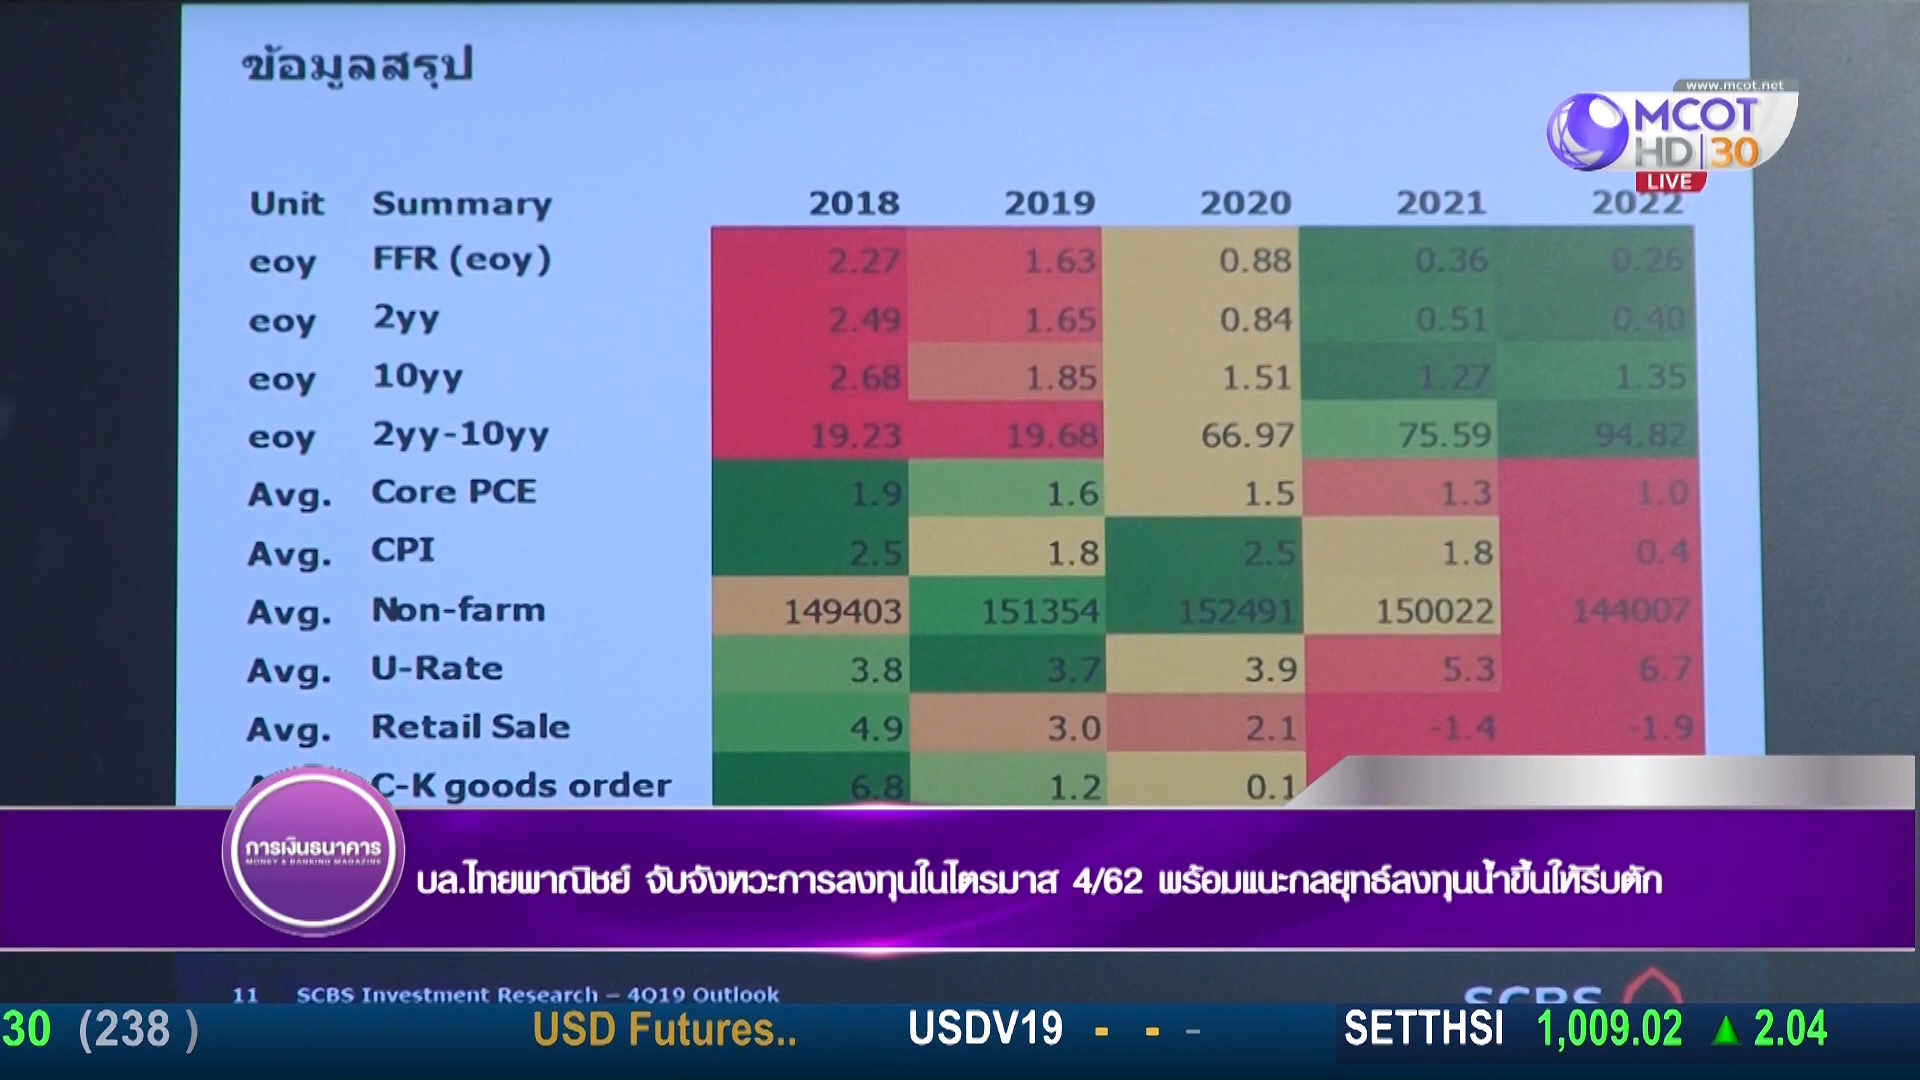 ข้อมูลสรุป
www.mcot.net
MCOT
HD 30
LIVE
Unit Summary 2018 2019 2020 2021 2022
eoy FFR (eoy) 2.27 1.63 0.88 0.36 0.26
eoy 2yy 2.49 1.65 0.84 0.51 0.40
eoy 10yy 2.68 1.85 1.51 1.27 1.35
eoy 2yy-10yy 19.23 19.68 66.97 75.59 94.82
Avg. Core PCE 1.9 1.6 1.5 1.3 1.0
Avg. CPI 2.5 1.8 2.5 1.8 0.4
Avg. Non-farm 149403 151354 152491 150022 144007
Avg. U-Rate 3.8 3.7 3.9 5.3 6.7
Avg. Retail Sale 4.9 3.0 2.1 -1.4 -1.9
C-K goods order 6.8 1.2 0.1
การเงินธนาคาร
MONEY & BANKING MAGAZINE
บล.ไทยพาณิชย์ จับจังหวะการลงทุนในไตรมาส 4/62 พร้อมแนะกลยุทธ์ลงทุนน้ำขึ้นให้รีบตัก
11 SCBS Investment Research – 4Q19 Outlook
SCBS
30 (238 ) USD Futures.. USDV19 - - - SETTHSI 1,009.02 ▲ 2.04